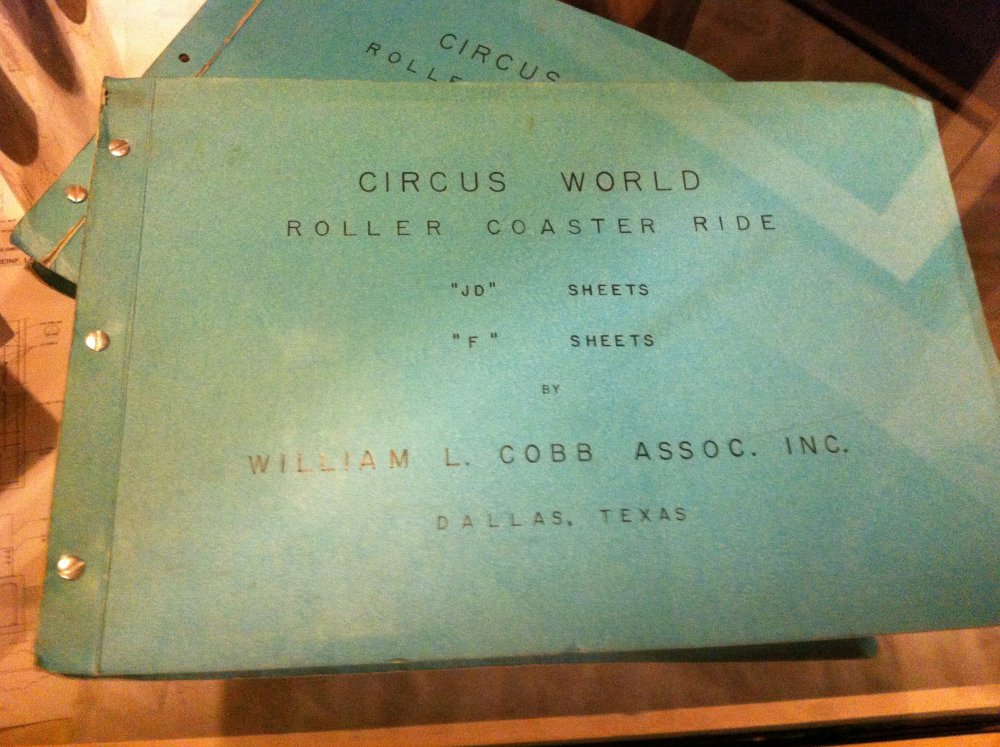 CIRCUS
ROLLE
CIRCUS WORLD
ROLLER COASTER RIDE
"JD" SHEETS
"F" SHEETS
BY
WILLIAM L. COBB ASSOC. INC.
DALLAS, TEXAS